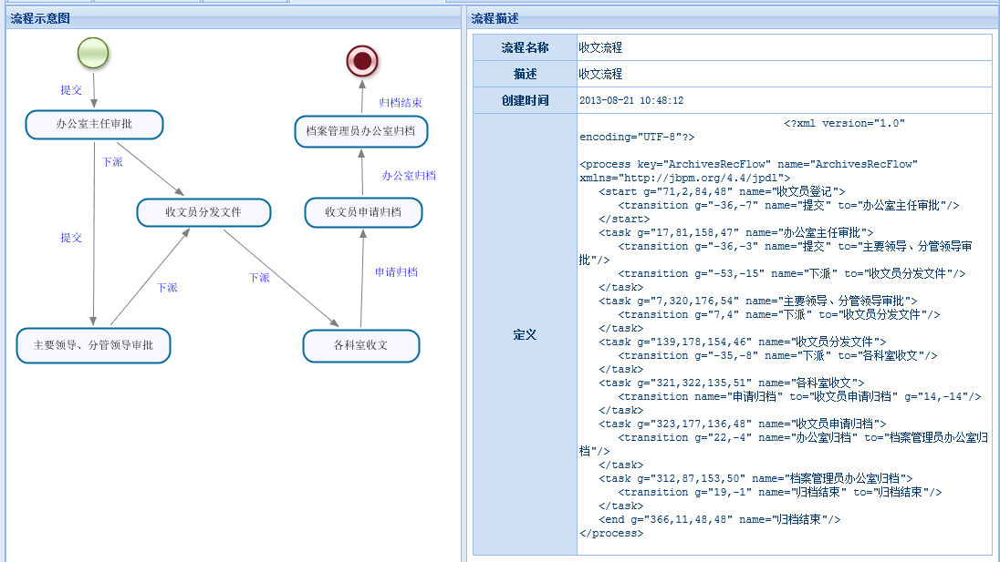 流程示意图
提交
办公室主任审批
下派
收文员分发文件
提交
下派
主要领导、分管领导审批
下派
各科室收文
申请归档
收文员申请归档
办公室归档
档案管理员办公室归档
归档结束
流程描述
流程名称 收文流程
描述 收文流程
创建时间 2013-08-21 10:48:12
定义
<?xml version="1.0"
encoding="UTF-8"?>
<process key="ArchivesRecFlow" name="ArchivesRecFlow"
xmlns="http://jbpm.org/4.4/jpdl">
<start g="71,2,84,48" name="收文员登记">
<transition g="-36,-7" name="提交" to="办公室主任审批"/>
</start>
<task g="17,81,158,47" name="办公室主任审批">
<transition g="-36,-3" name="提交" to="主要领导、分管领导审
批"/>
<transition g="-53,-15" name="下派" to="收文员分发文件"/>
</task>
<task g="7,320,176,54" name="主要领导、分管领导审批">
<transition g="7,4" name="下派" to="收文员分发文件"/>
</task>
<task g="139,178,154,46" name="收文员分发文件">
<transition g="-35,-8" name="下派" to="各科室收文"/>
</task>
<task g="321,322,135,51" name="各科室收文">
<transition name="申请归档" to="收文员申请归档" g="14,-14"/>
</task>
<task g="323,177,136,48" name="收文员申请归档">
<transition g="22,-4" name="办公室归档" to="档案管理员办公室归
档"/>
</task>
<task g="312,87,153,50" name="档案管理员办公室归档">
<transition g="19,-1" name="归档结束" to="归档结束"/>
</task>
<end g="366,11,48,48" name="归档结束"/>
</process>